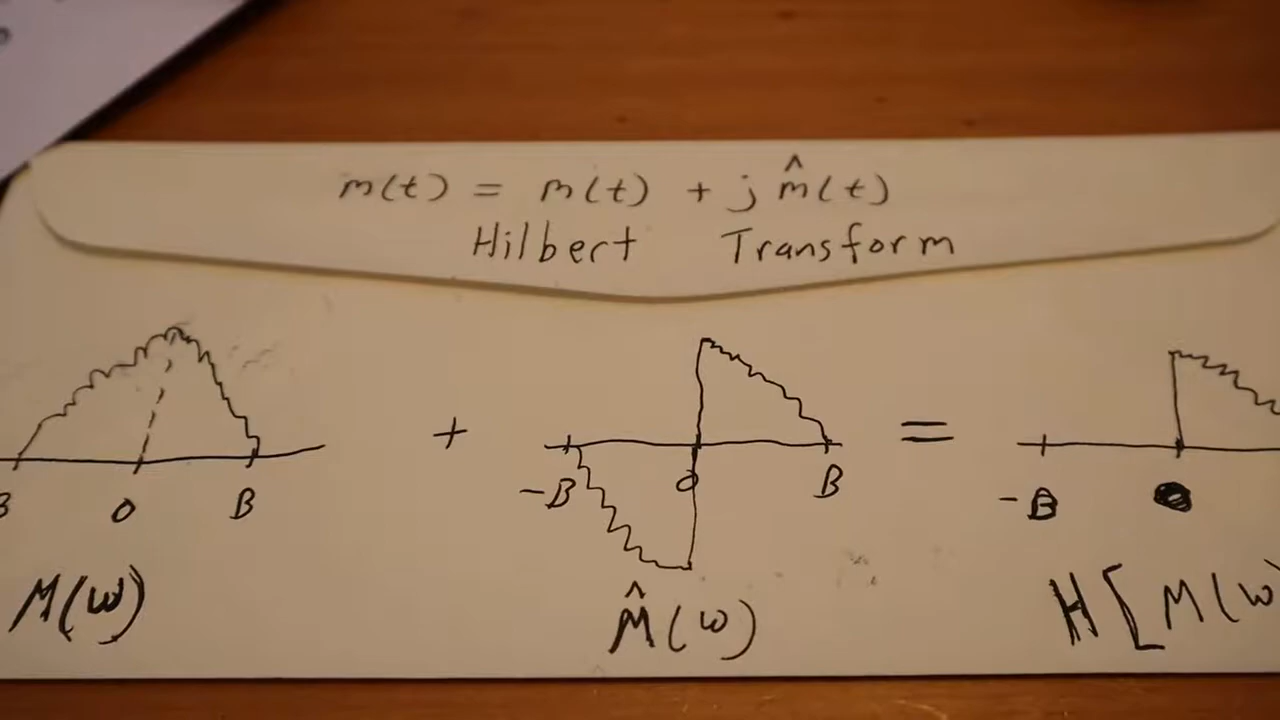 m(t) = m(t) + j m̂(t)
Hilbert Transform
+ =
B 0 B -B 0 B -B
M(ω) M̂(ω) H[M(ω